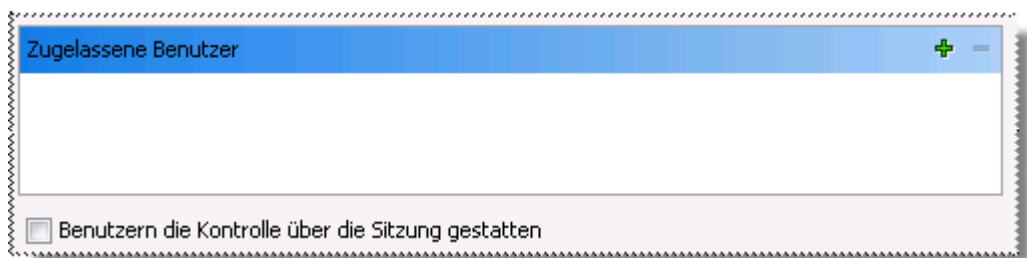 Zugelassene Benutzer
Benutzern die Kontrolle über die Sitzung gestatten